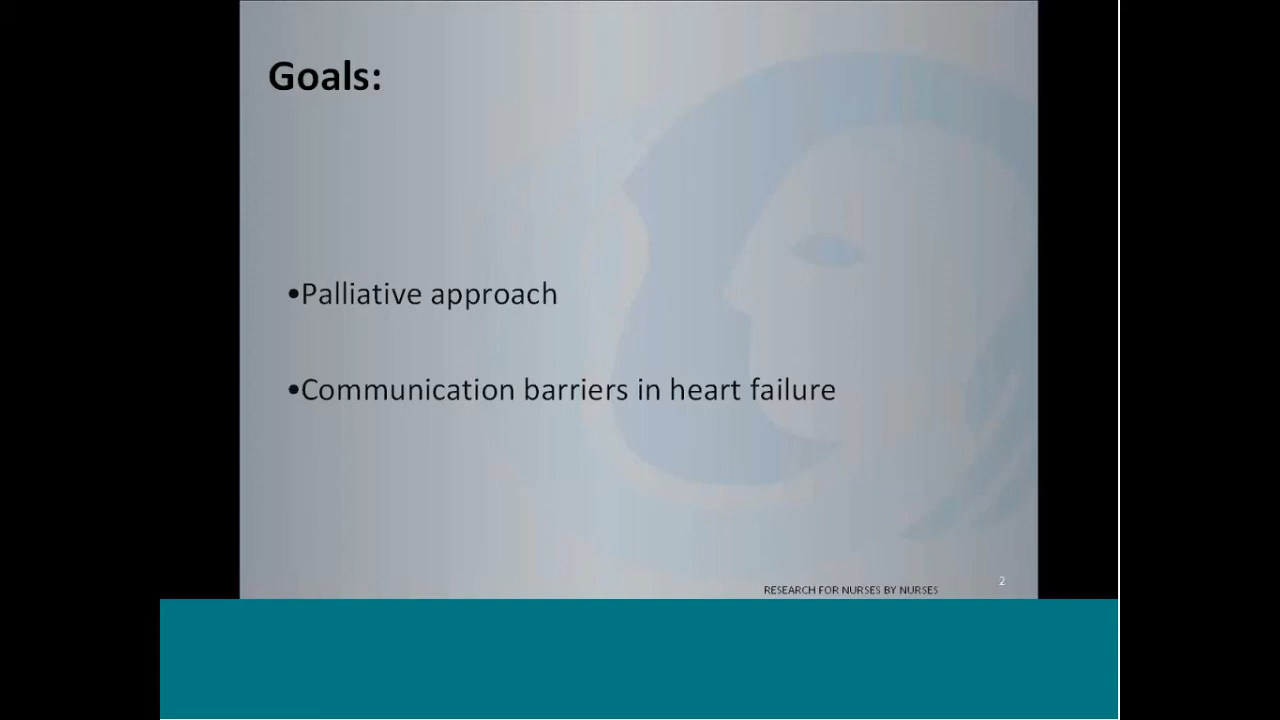 Goals:
•Palliative approach
•Communication barriers in heart failure
RESEARCH FOR NURSES BY NURSES
2